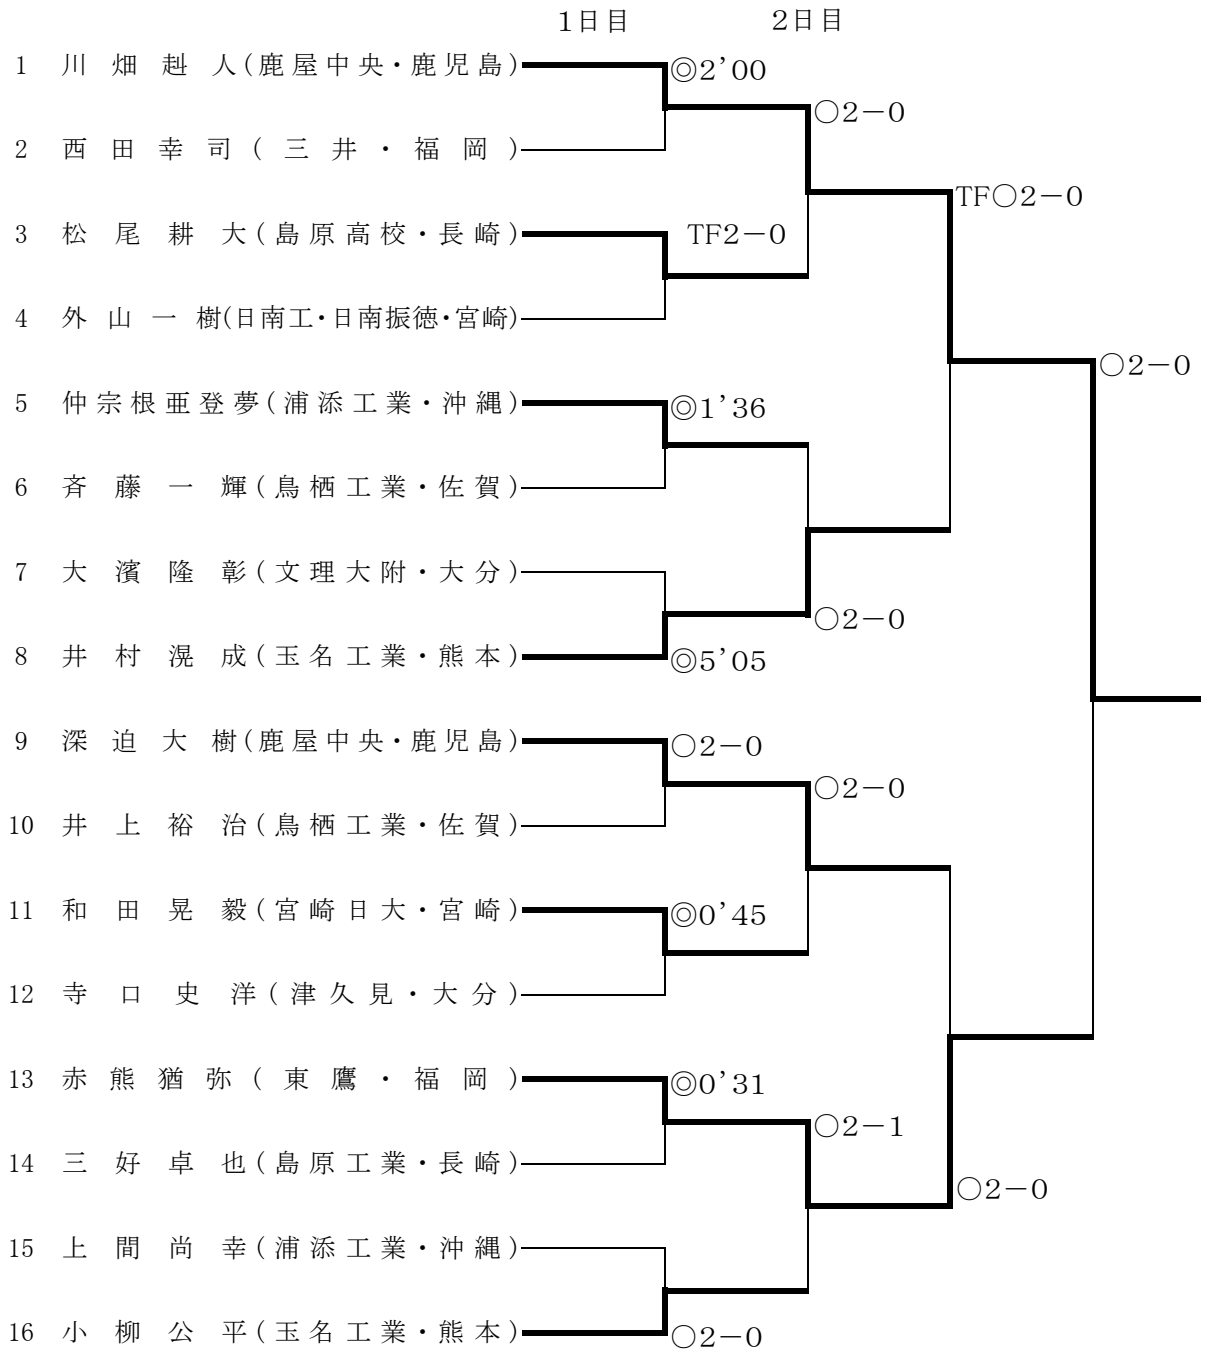 1日目 2日目
1 川畑赳人(鹿屋中央・鹿児島) ◎2’00
○2−0
2 西田幸司(三井・福岡)
TF○2−0
3 松尾耕大(島原高校・長崎) TF2−0
4 外山一樹(日南工・日南振徳・宮崎)
○2−0
5 仲宗根亜登夢(浦添工業・沖縄) ◎1’36
6 斉藤一輝(鳥栖工業・佐賀)
7 大濱隆彰(文理大附・大分)
○2−0
8 井村滉成(玉名工業・熊本) ◎5’05
9 深迫大樹(鹿屋中央・鹿児島) ○2−0
○2−0
10 井上裕治(鳥栖工業・佐賀)
11 和田晃毅(宮崎日大・宮崎) ◎0’45
12 寺口史洋(津久見・大分)
13 赤熊猶弥(東鷹・福岡) ◎0’31
○2−1
14 三好卓也(島原工業・長崎)
○2−0
15 上間尚幸(浦添工業・沖縄)
16 小柳公平(玉名工業・熊本) ○2−0